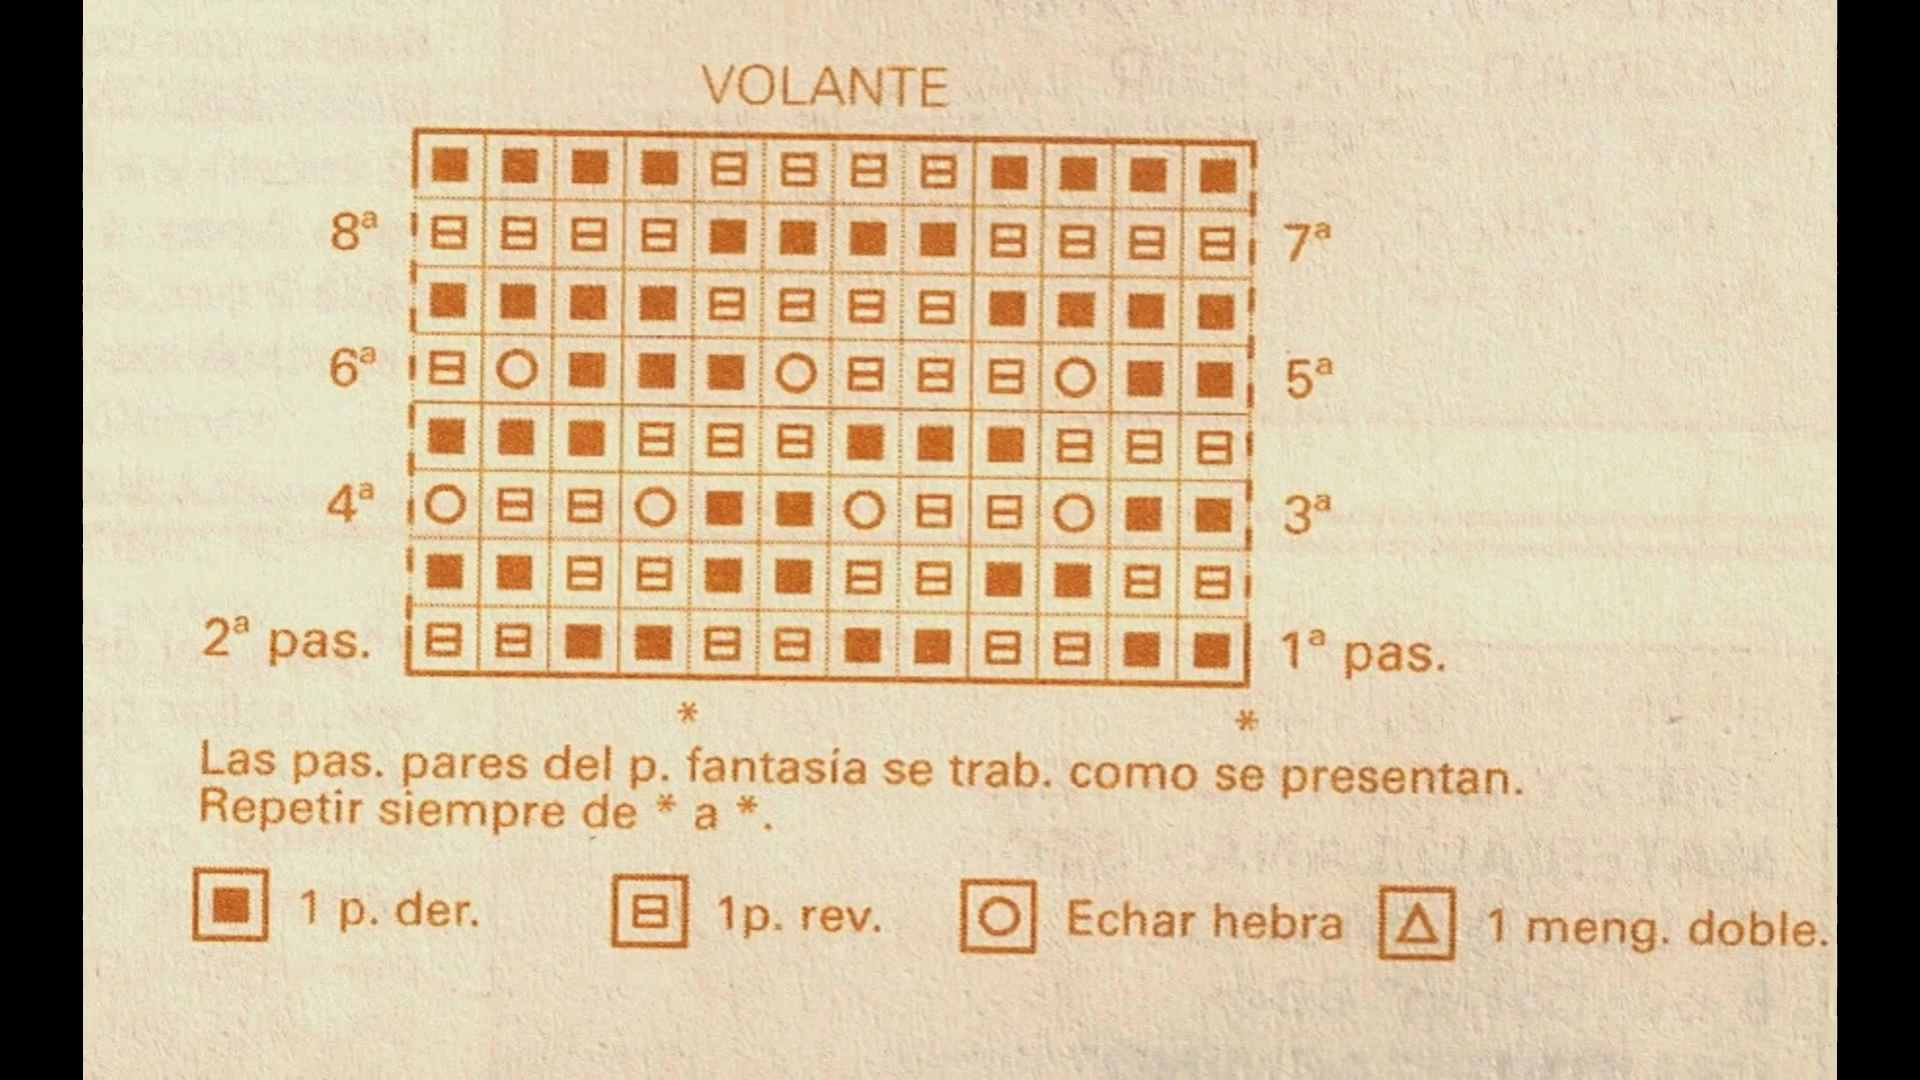 VOLANTE
8ª 7ª
6ª 5ª
4ª 3ª
2ª pas. 1ª pas.
* *
Las pas. pares del p. fantasía se trab. como se presentan.
Repetir siempre de * a *.
1 p. der. 1p. rev. Echar hebra 1 meng. doble.